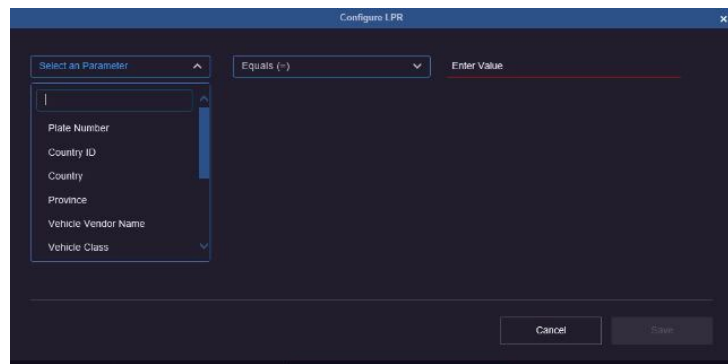 Configure LPR
×
Select an Parameter
Equals (=)
Enter Value
Plate Number
Country ID
Country
Province
Vehicle Vendor Name
Vehicle Class
Cancel
Save